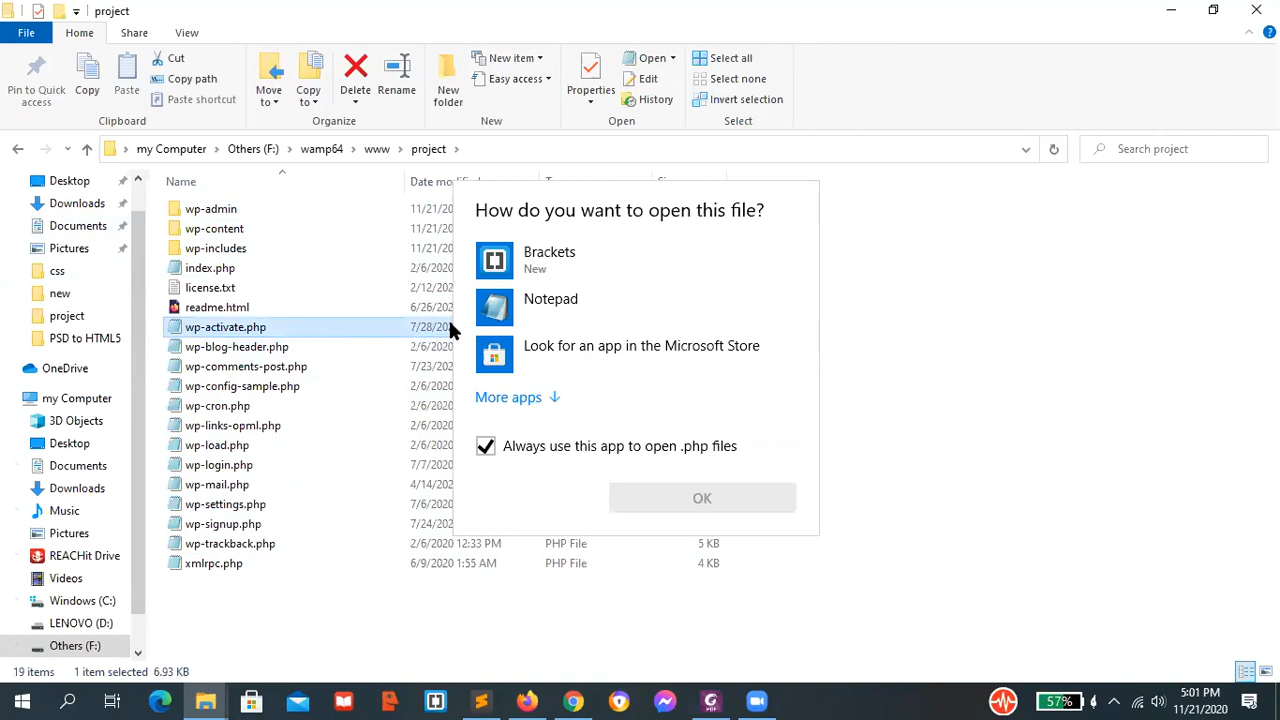 project
File Home Share View
Pin to Quick access
Copy
Paste
Cut
Copy path
Paste shortcut
Clipboard
Move to
Copy to
Delete
Rename
Organize
New folder
New item
Easy access
New
Properties
Open
Edit
History
Open
Select all
Select none
Invert selection
Select
my Computer Others (F:) wamp64 www project
Search project
Desktop
Downloads
Documents
Pictures
css
new
project
PSD to HTML5
OneDrive
my Computer
3D Objects
Desktop
Documents
Downloads
Music
Pictures
REACHit Drive
Videos
Windows (C:)
LENOVO (D:)
Others (F:)
Name Date mo
wp-admin 11/21/20
wp-content 11/21/20
wp-includes 11/21/20
index.php 2/6/2020
license.txt 2/12/202
readme.html 6/26/202
wp-activate.php 7/28/202
wp-blog-header.php 2/6/2020
wp-comments-post.php 7/23/202
wp-config-sample.php 2/6/2020
wp-cron.php 2/6/2020
wp-links-opml.php 2/6/2020
wp-load.php 2/6/2020
wp-login.php 7/7/2020
wp-mail.php 4/14/202
wp-settings.php 7/6/2020
wp-signup.php 7/24/202
wp-trackback.php 2/6/2020 12:33 PM PHP File 5 KB
xmlrpc.php 6/9/2020 1:55 AM PHP File 4 KB
How do you want to open this file?
Brackets
New
Notepad
Look for an app in the Microsoft Store
More apps
Always use this app to open .php files
OK
19 items 1 item selected 6.93 KB
57%
5:01 PM
11/21/2020